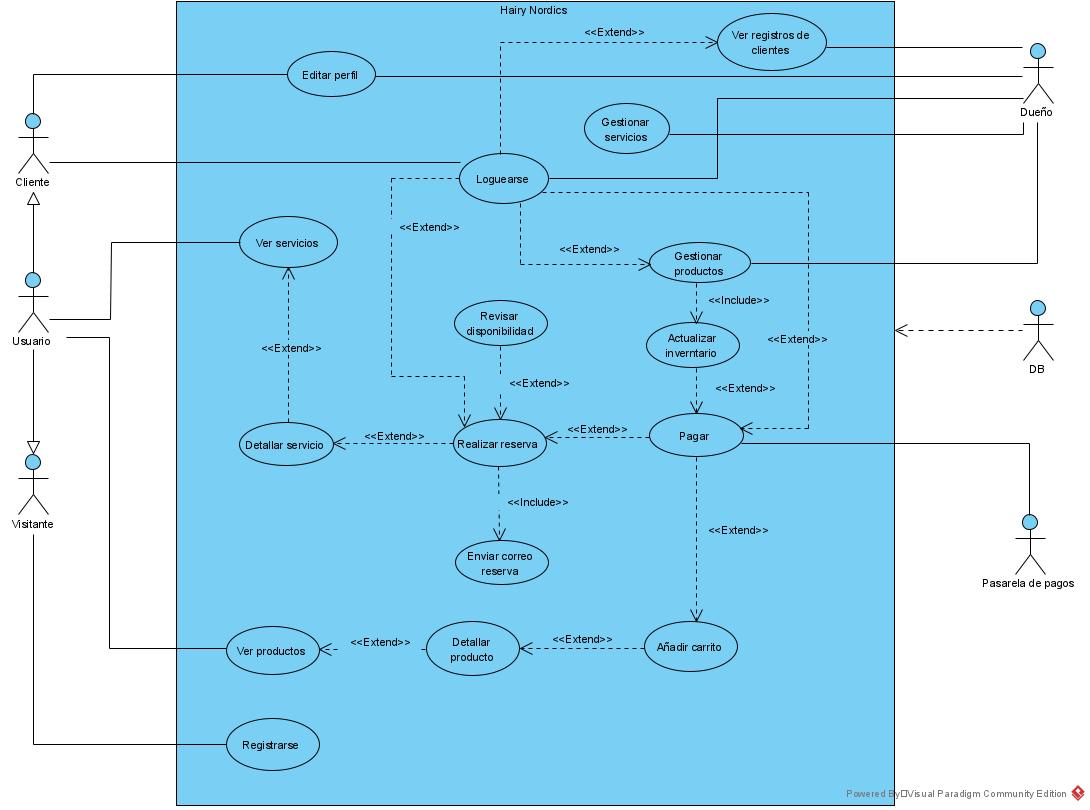 Hairy Nordics
<<Extend>>
Ver registros de
clientes
Editar perfil
Dueño
Gestionar
servicios
Cliente
Loguearse
<<Extend>>
Ver servicios
<<Extend>>
Gestionar
productos
<<Include>>
Revisar
disponibilidad
Usuario
Actualizar
inverntario
<<Extend>>
<<Extend>>
DB
<<Extend>>
<<Extend>>
Detallar servicio
<<Extend>>
Realizar reserva
<<Extend>>
Pagar
<<Include>>
Visitante
<<Extend>>
Enviar correo
reserva
Pasarela de pagos
Ver productos
<<Extend>>
Detallar
producto
<<Extend>>
Añadir carrito
Registrarse
Powered By Visual Paradigm Community Edition